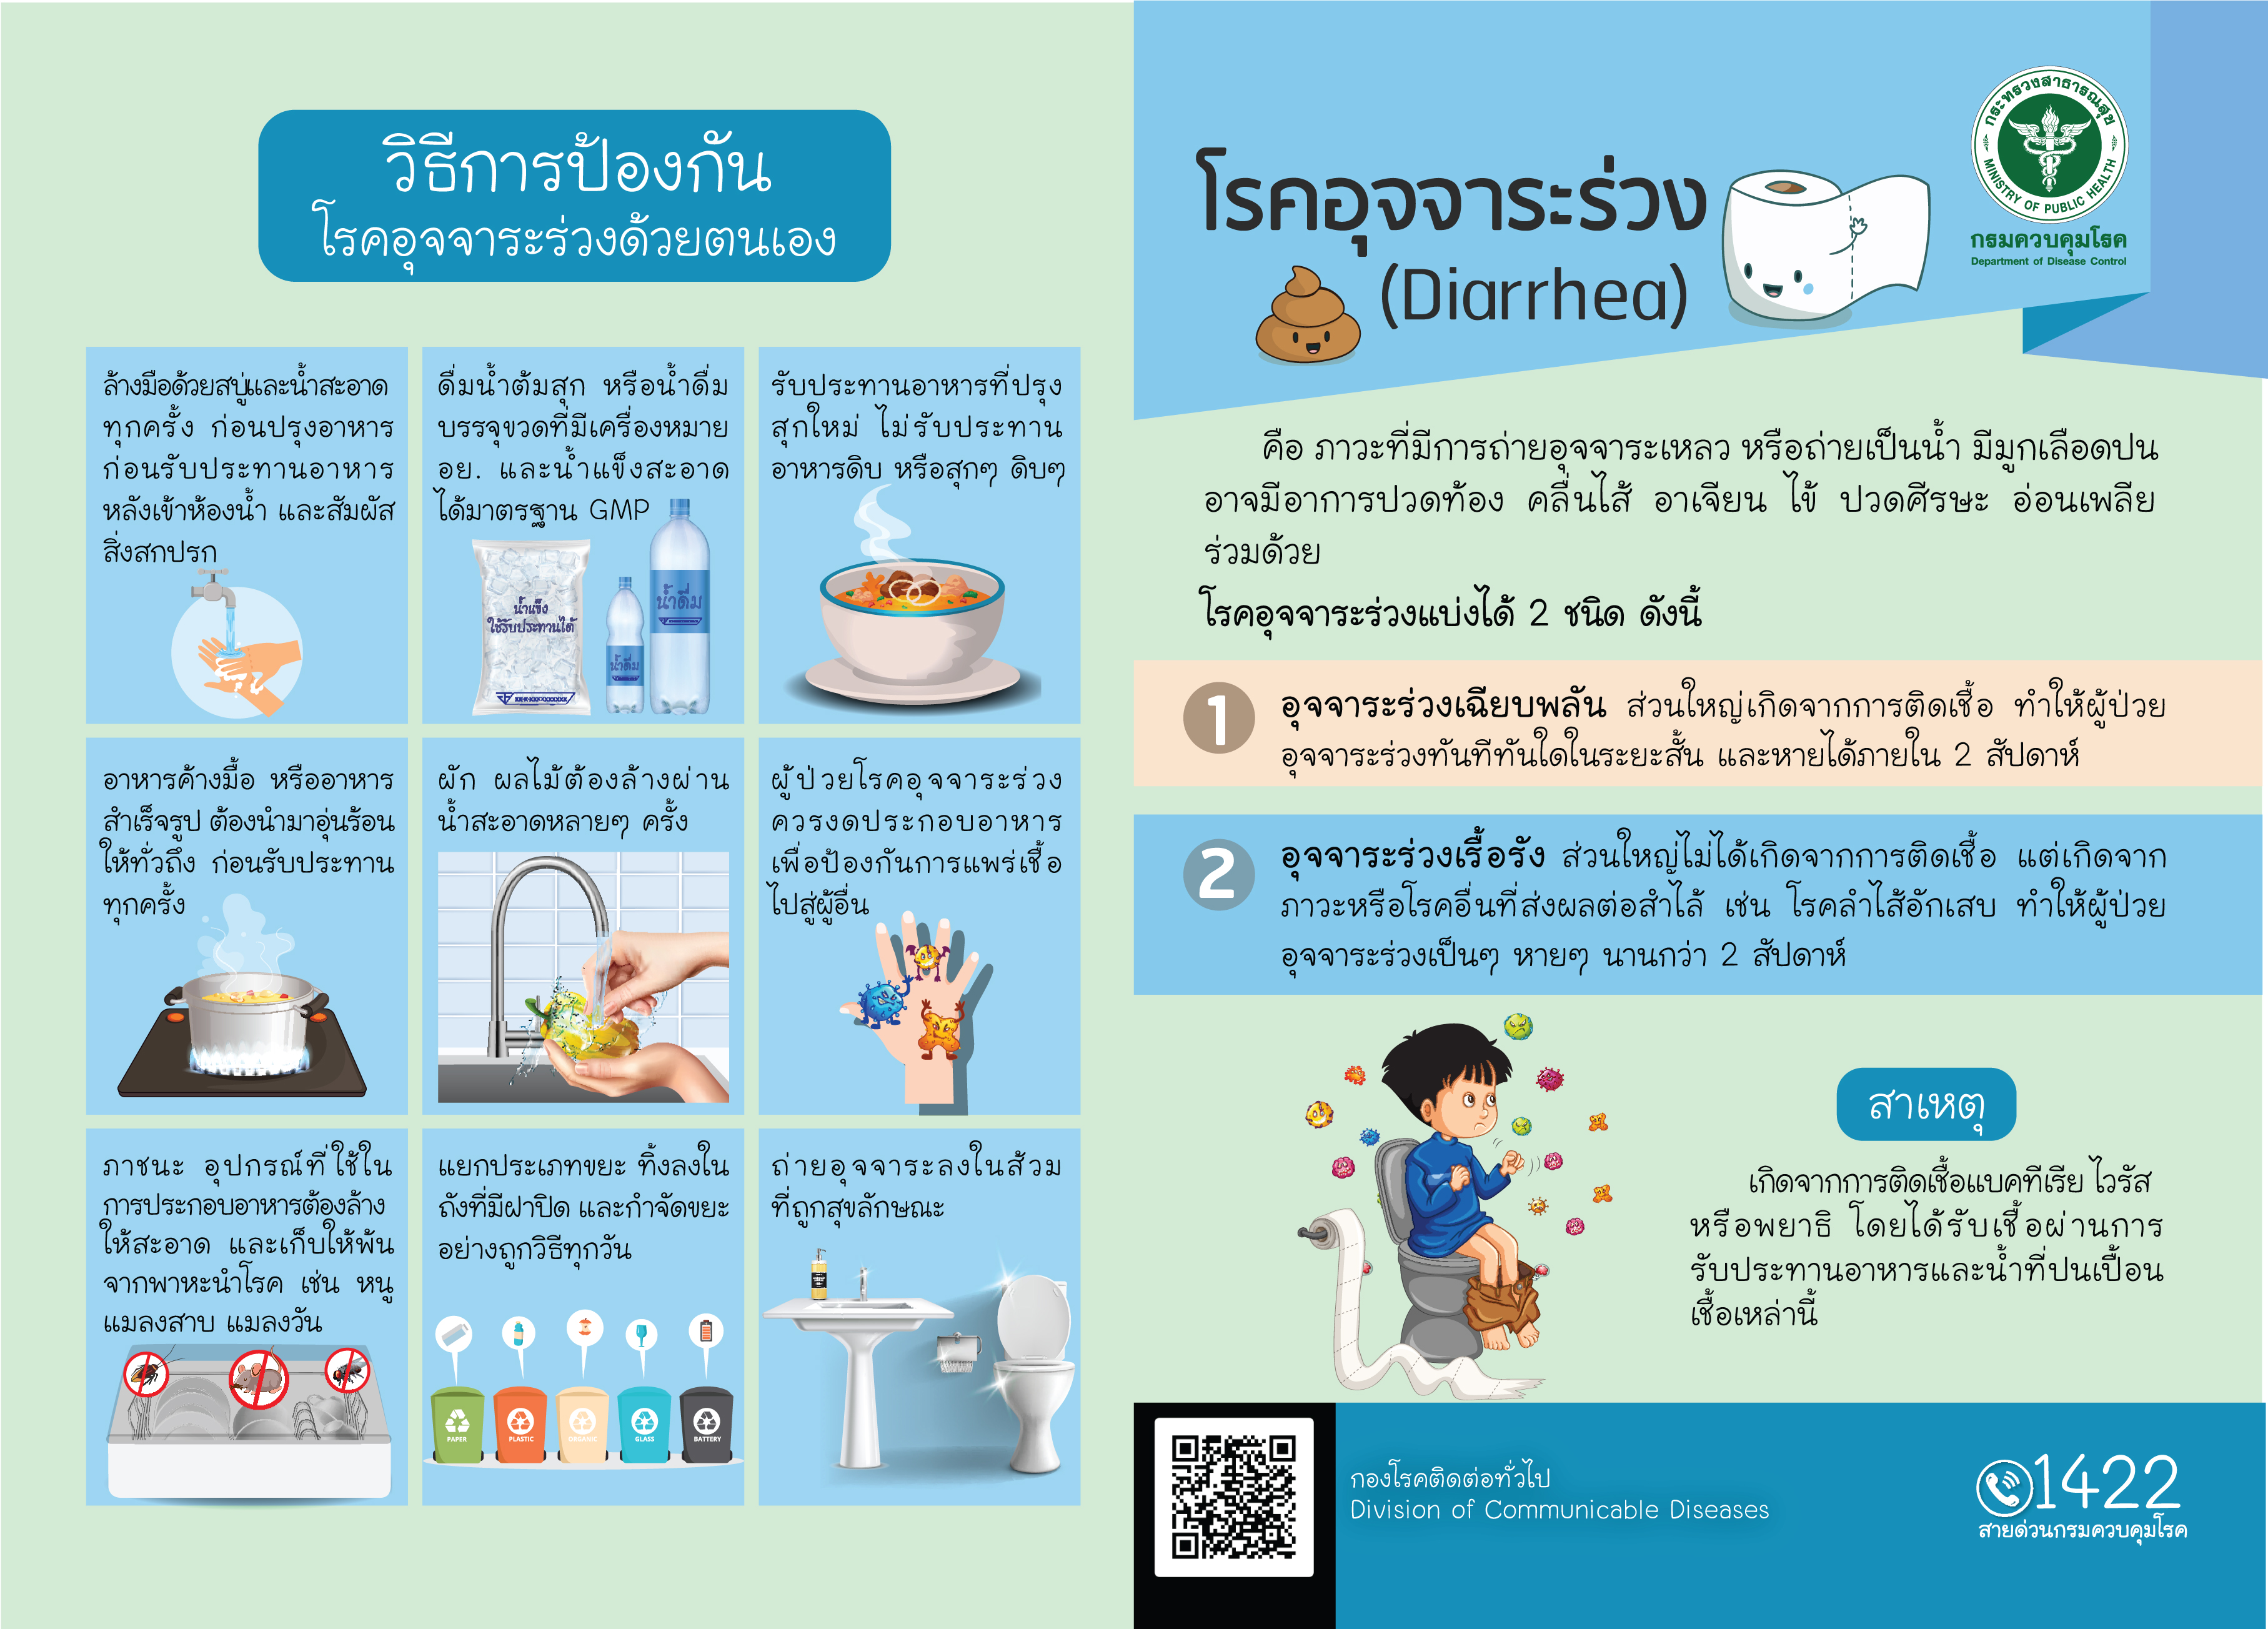 วิธีการป้องกัน
โรคอุจจาระร่วงด้วยตนเอง
ล้างมือด้วยสบู่และน้ำสะอาด
ทุกครั้ง ก่อนปรุงอาหาร
ก่อนรับประทานอาหาร
หลังเข้าห้องน้ำ และสัมผัส
สิ่งสกปรก
ดื่มน้ำต้มสุก หรือน้ำดื่ม
บรรจุขวดที่มีเครื่องหมาย
อย. และน้ำแข็งสะอาด
ได้มาตรฐาน GMP
น้ำแข็ง
ใช้รับประทานได้
น้ำดื่ม
น้ำดื่ม
รับประทานอาหารที่ปรุง
สุกใหม่ ไม่รับประทาน
อาหารดิบ หรือสุกๆ ดิบๆ
อาหารค้างมื้อ หรืออาหาร
สำเร็จรูป ต้องนำมาอุ่นร้อน
ให้ทั่วถึง ก่อนรับประทาน
ทุกครั้ง
ผัก ผลไม้ต้องล้างผ่าน
น้ำสะอาดหลายๆ ครั้ง
ผู้ป่วยโรคอุจจาระร่วง
ควรงดประกอบอาหาร
เพื่อป้องกันการแพร่เชื้อ
ไปสู่ผู้อื่น
ภาชนะ อุปกรณ์ที่ใช้ใน
การประกอบอาหารต้องล้าง
ให้สะอาด และเก็บให้พ้น
จากพาหะนำโรค เช่น หนู
แมลงสาบ แมลงวัน
แยกประเภทขยะ ทิ้งลงใน
ถังที่มีฝาปิด และกำจัดขยะ
อย่างถูกวิธีทุกวัน
PAPER
PLASTIC
ORGANIC
GLASS
BATTERY
ถ่ายอุจจาระลงในส้วม
ที่ถูกสุขลักษณะ
โรคอุจจาระร่วง
(Diarrhea)
กระทรวงสาธารณสุข
MINISTRY OF PUBLIC HEALTH
กรมควบคุมโรค
Department of Disease Control
คือ ภาวะที่มีการถ่ายอุจจาระเหลว หรือถ่ายเป็นน้ำ มีมูกเลือดปน
อาจมีอาการปวดท้อง คลื่นไส้ อาเจียน ไข้ ปวดศีรษะ อ่อนเพลีย
ร่วมด้วย
โรคอุจจาระร่วงแบ่งได้ 2 ชนิด ดังนี้
1
อุจจาระร่วงเฉียบพลัน ส่วนใหญ่เกิดจากการติดเชื้อ ทำให้ผู้ป่วย
อุจจาระร่วงทันทีทันใดในระยะสั้น และหายได้ภายใน 2 สัปดาห์
2
อุจจาระร่วงเรื้อรัง ส่วนใหญ่ไม่ได้เกิดจากการติดเชื้อ แต่เกิดจาก
ภาวะหรือโรคอื่นที่ส่งผลต่อสำไล้ เช่น โรคลำไส้อักเสบ ทำให้ผู้ป่วย
อุจจาระร่วงเป็นๆ หายๆ นานกว่า 2 สัปดาห์
สาเหตุ
เกิดจากการติดเชื้อแบคทีเรีย ไวรัส
หรือพยาธิ โดยได้รับเชื้อผ่านการ
รับประทานอาหารและน้ำที่ปนเปื้อน
เชื้อเหล่านี้
กองโรคติดต่อทั่วไป
Division of Communicable Diseases
1422
สายด่วนกรมควบคุมโรค